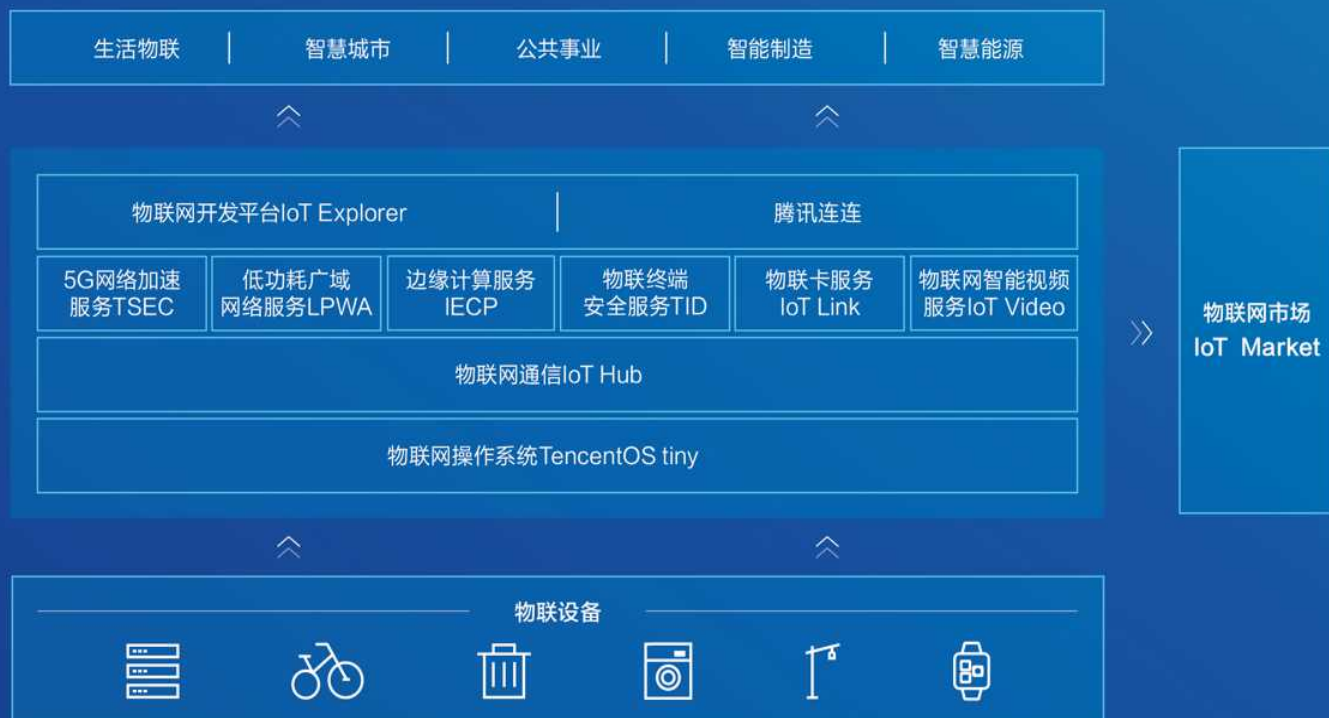 生活物联 智慧城市 公共事业 智能制造 智慧能源
物联网开发平台IoT Explorer 腾讯连连
5G网络加速
服务TSEC
低功耗广域
网络服务LPWA
边缘计算服务
IECP
物联终端
安全服务TID
物联卡服务
IoT Link
物联网智能视频
服务IoT Video
物联网通信IoT Hub
物联网操作系统TencentOS tiny
物联网市场
IoT Market
物联设备